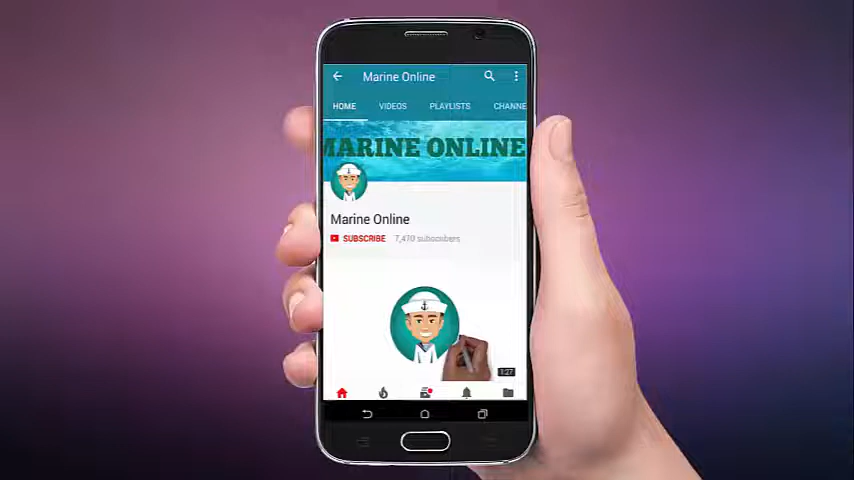 Marine Online
HOME VIDEOS PLAYLISTS CHANNE
MARINE ONLINE
Marine Online
SUBSCRIBE 7,470 subscribers
1:27